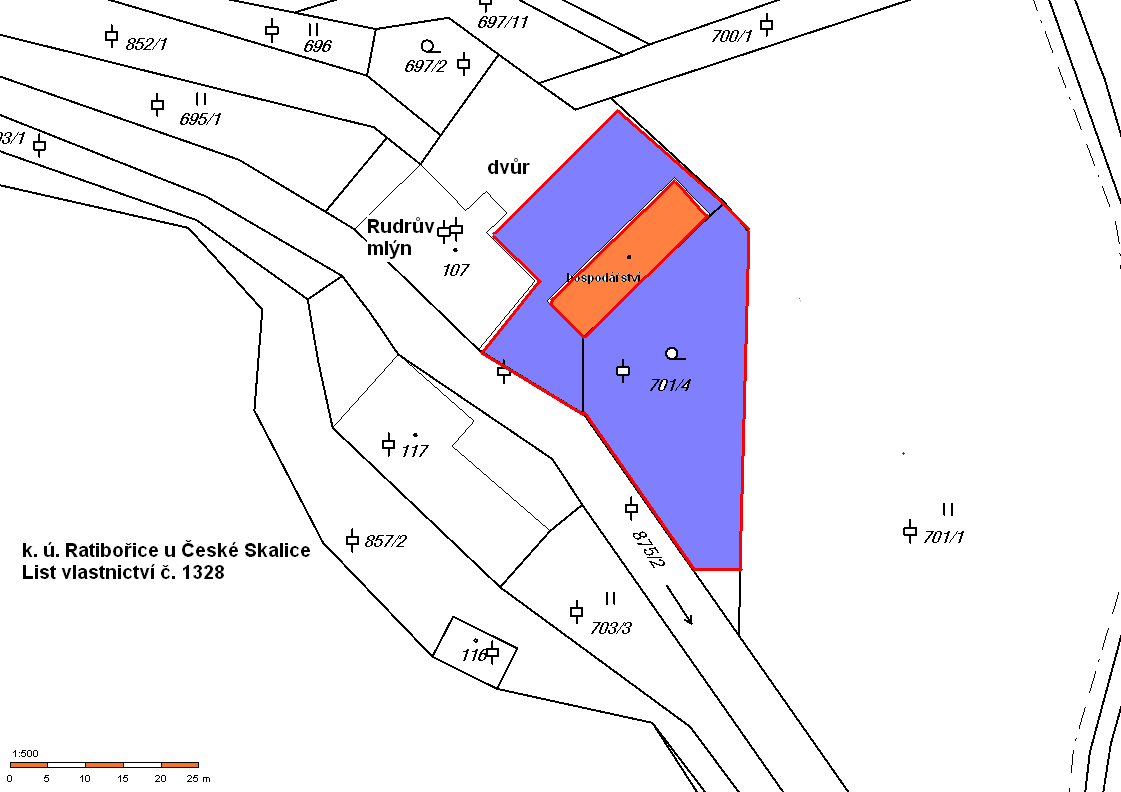 697/11
700/1
852/1
696
697/2
695/1
03/1
dvůr
Rudrův
mlýn
107
hospodářství
701/4
117
857/2
875/2
701/1
k. ú. Ratibořice u České Skalice
List vlastnictví č. 1328
703/3
116
1:500
0 5 10 15 20 25 m